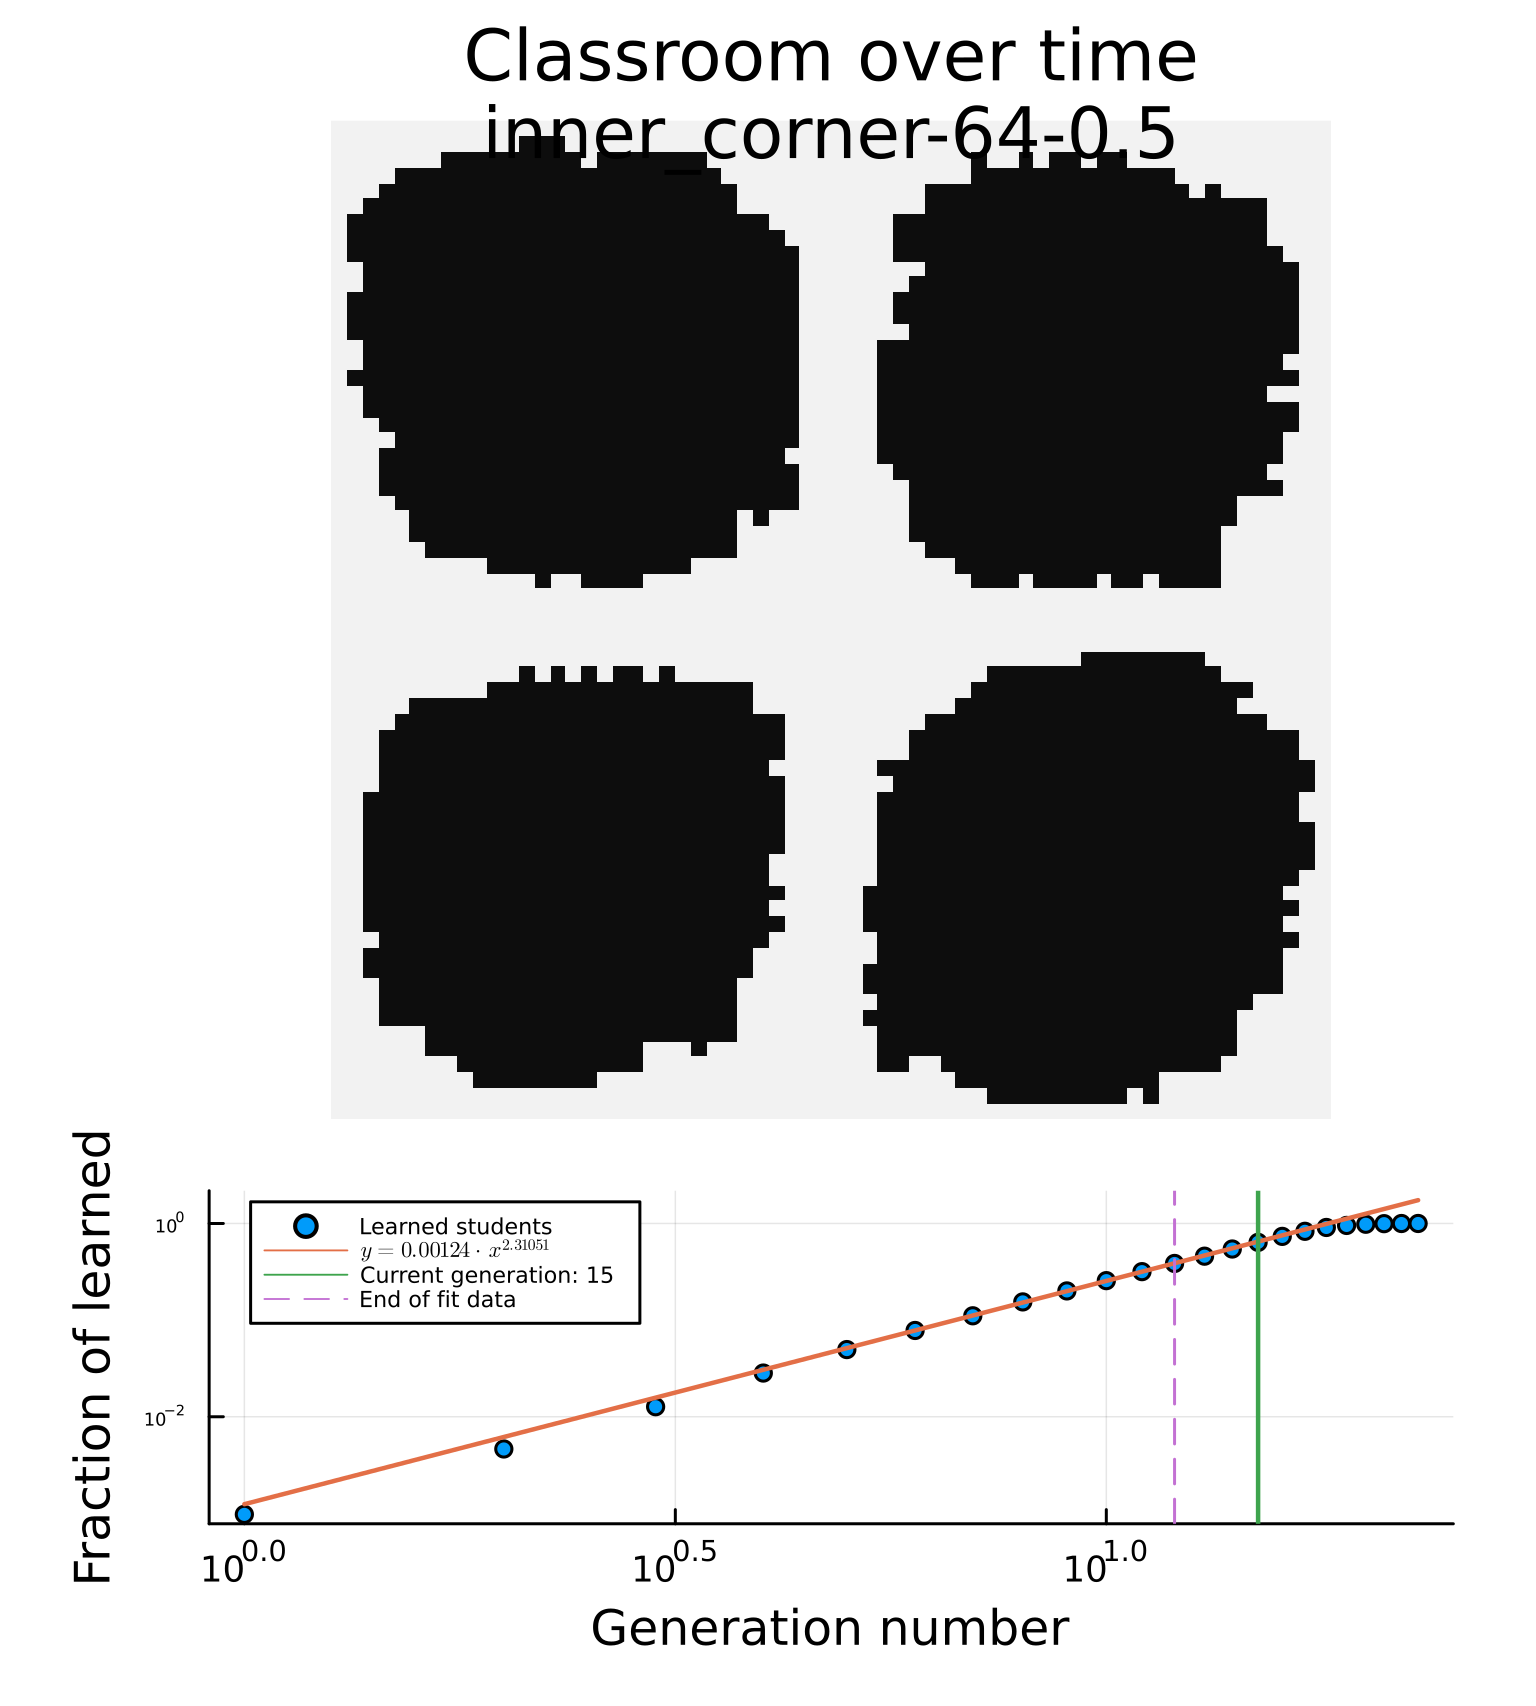 Classroom over time
inner_corner-64-0.5
Fraction of learned
10^0
10^−2
Learned students
y = 0.00124 · x^2.31051
Current generation: 15
End of fit data
10^0.0
10^0.5
10^1.0
Generation number